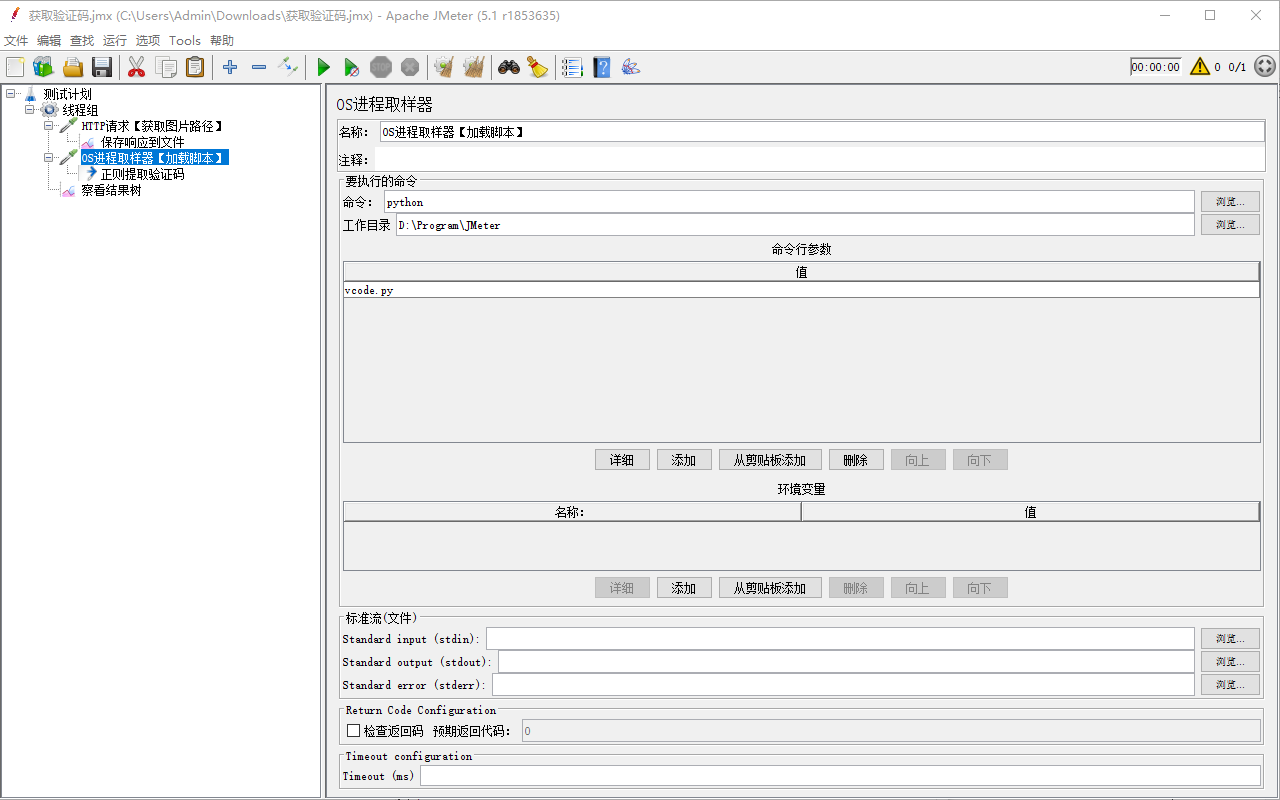 获取验证码.jmx (C:\Users\Admin\Downloads\获取验证码.jmx) - Apache JMeter (5.1 r1853635)
文件 编辑 查找 运行 选项 Tools 帮助
00:00:00 0 0/1
测试计划
线程组
HTTP请求【获取图片路径】
保存响应到文件
OS进程取样器【加载脚本】
正则提取验证码
察看结果树
OS进程取样器
名称: OS进程取样器【加载脚本】
注释:
要执行的命令
命令: python 浏览...
工作目录 D:\Program\JMeter 浏览...
命令行参数
值
vcode.py
详细 添加 从剪贴板添加 删除 向上 向下
环境变量
名称: 值
详细 添加 从剪贴板添加 删除 向上 向下
标准流(文件)
Standard input (stdin): 浏览...
Standard output (stdout): 浏览...
Standard error (stderr): 浏览...
Return Code Configuration
检查返回码 预期返回代码: 0
Timeout configuration
Timeout (ms)